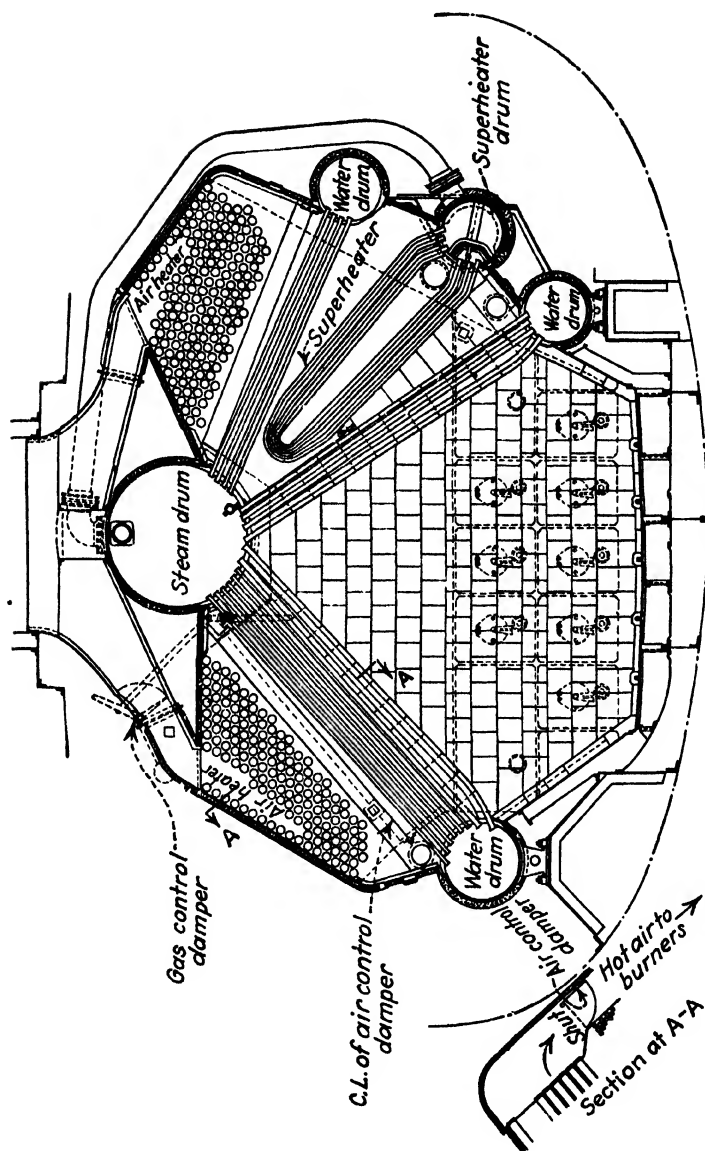 Gas control
damper
C.L. of air control
damper
Air heater
A
Steam drum
Air heater
Water
drum
Superheater
Superheater
drum
Water
drum
A
Water
drum
Air control
damper
Shut
Hot air to
burners
Section at A-A